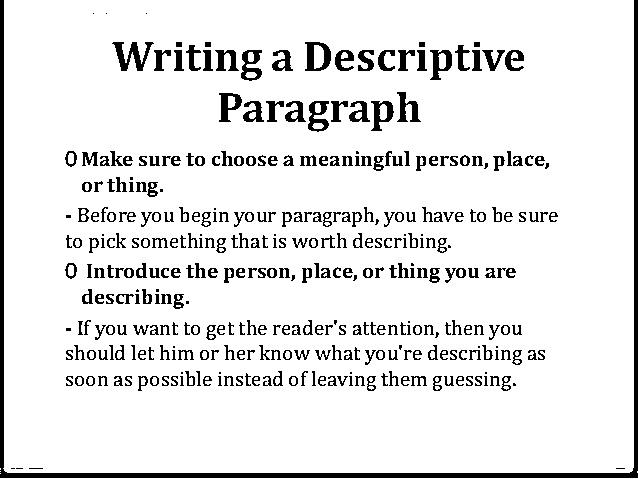 Writing a Descriptive
Paragraph
O Make sure to choose a meaningful person, place,
or thing.
- Before you begin your paragraph, you have to be sure
to pick something that is worth describing.
O Introduce the person, place, or thing you are
describing.
- If you want to get the reader's attention, then you
should let him or her know what you're describing as
soon as possible instead of leaving them guessing.